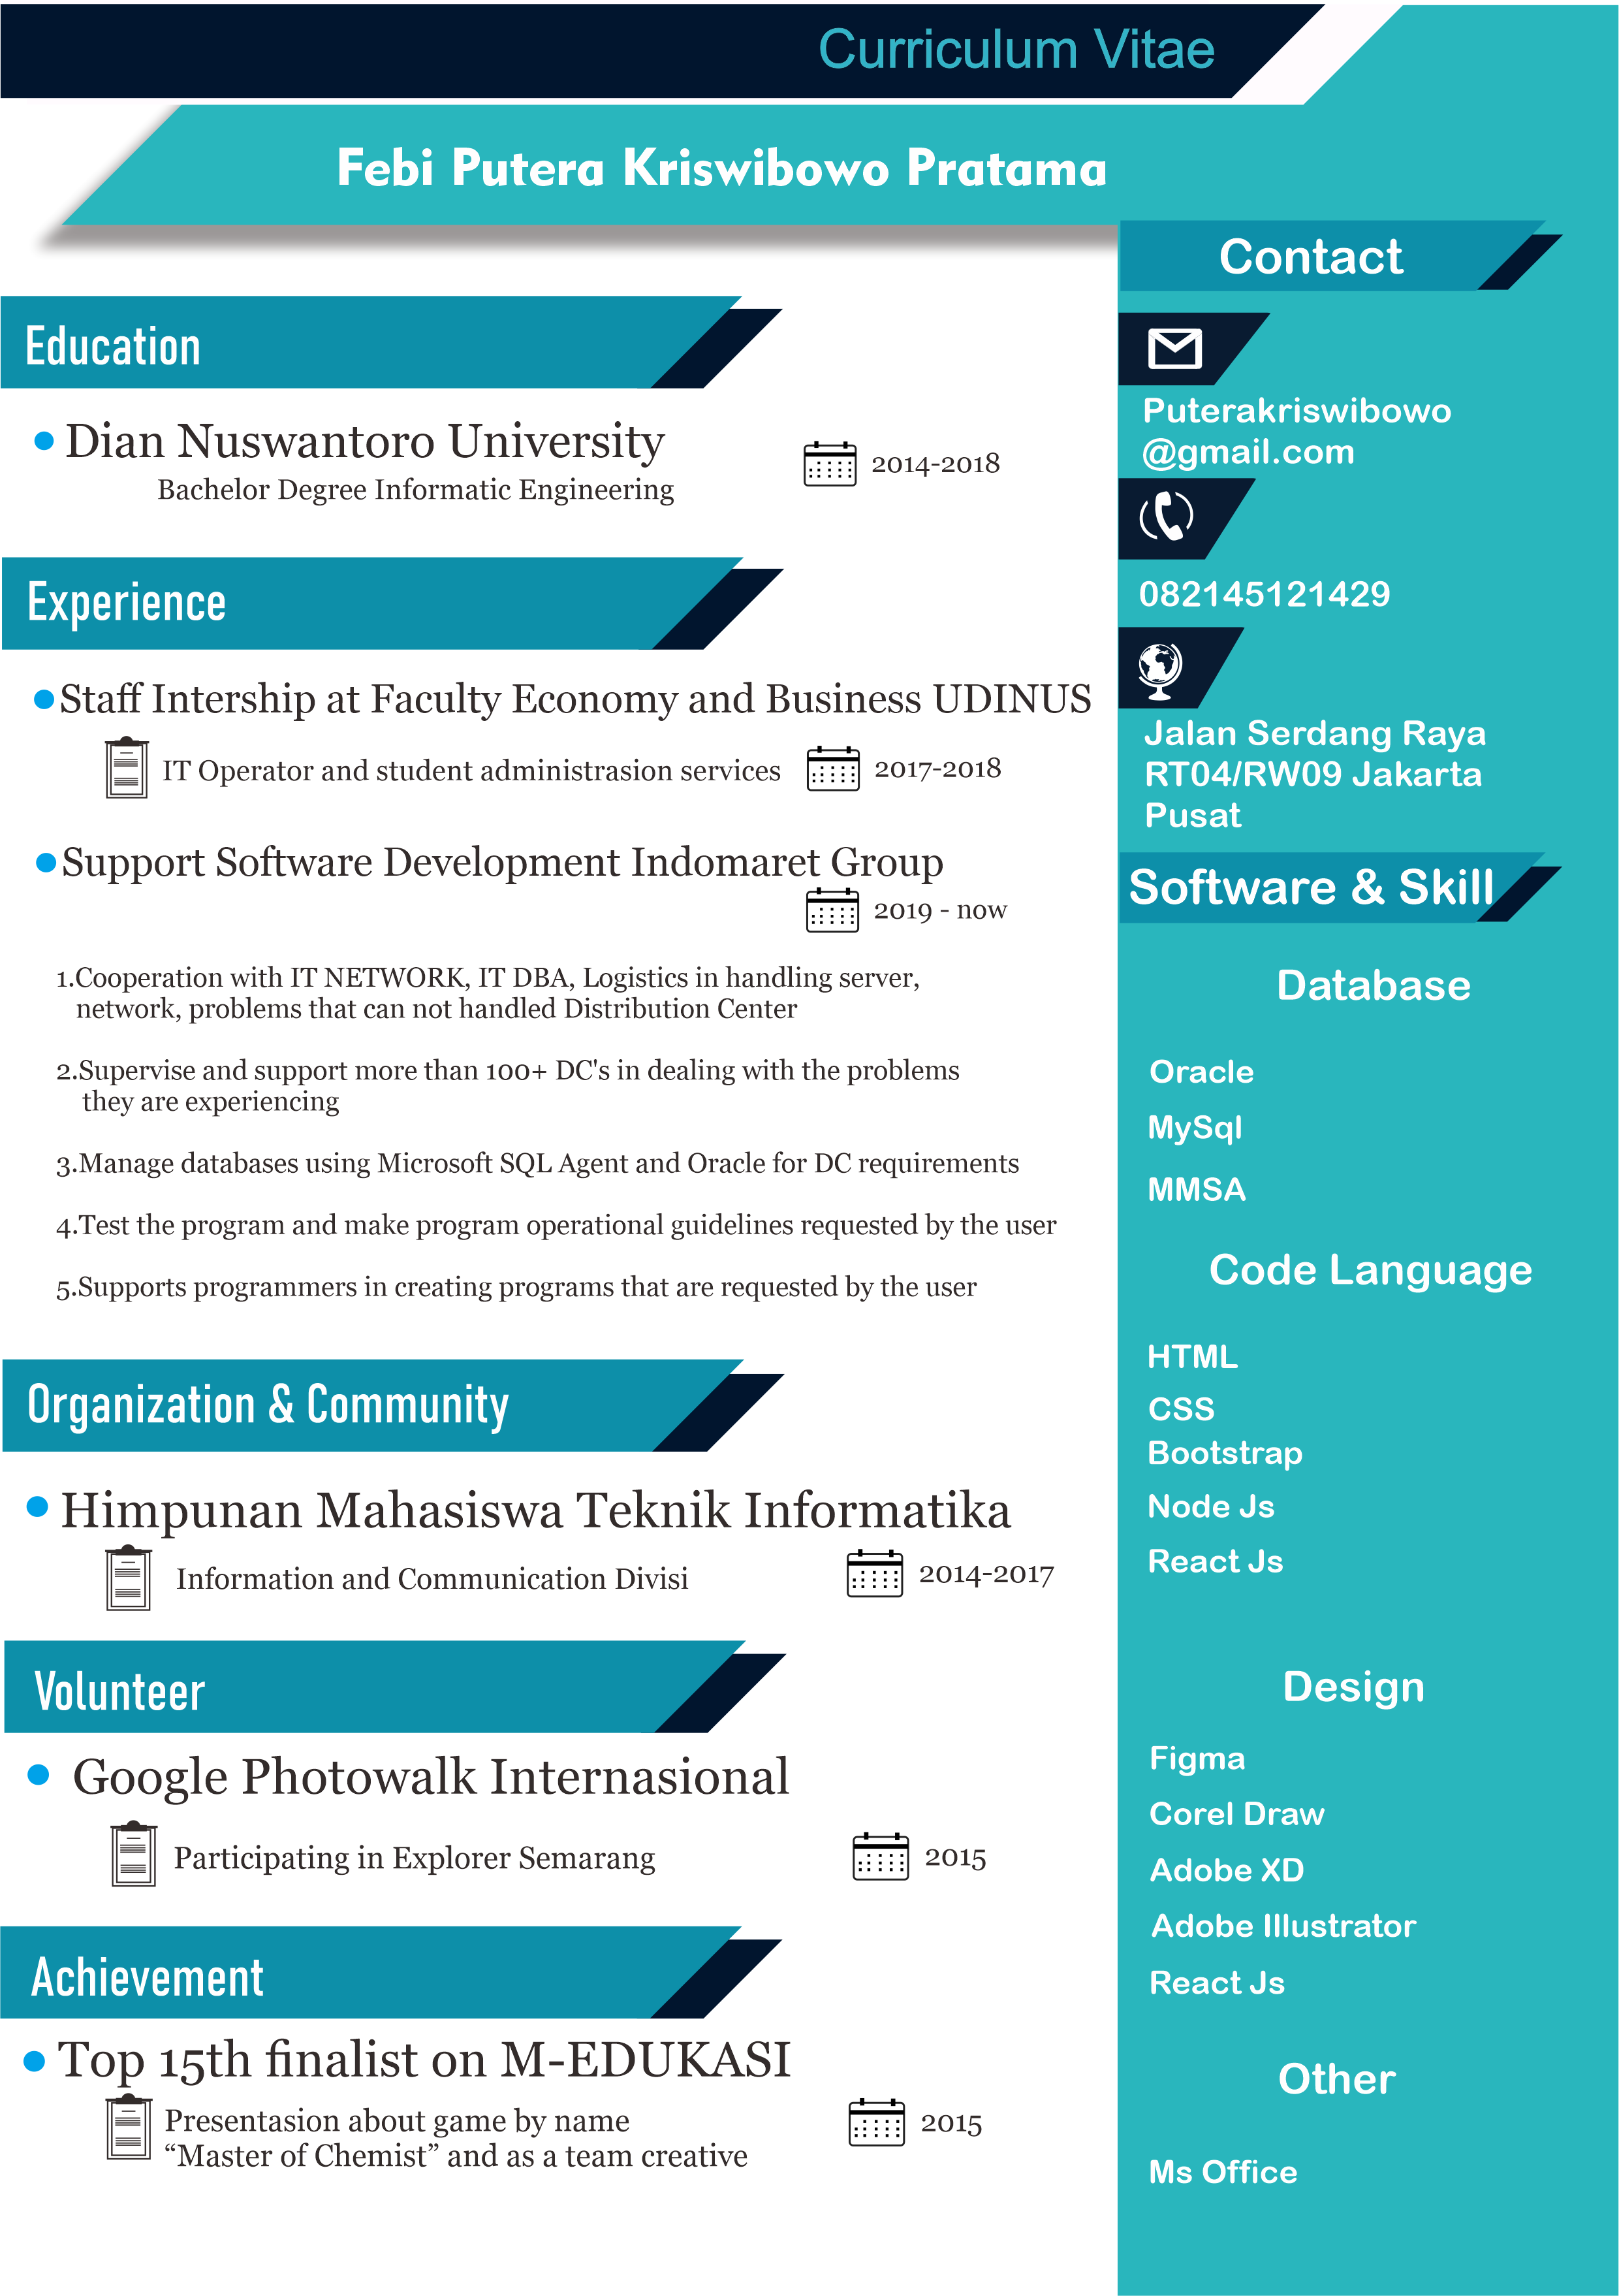 Curriculum Vitae
Febi Putera Kriswibowo Pratama
Education
Dian Nuswantoro University
Bachelor Degree Informatic Engineering
2014-2018
Experience
Staff Intership at Faculty Economy and Business UDINUS
IT Operator and student administrasion services
2017-2018
Support Software Development Indomaret Group
2019 - now
1.Cooperation with IT NETWORK, IT DBA, Logistics in handling server,
network, problems that can not handled Distribution Center
2.Supervise and support more than 100+ DC's in dealing with the problems
they are experiencing
3.Manage databases using Microsoft SQL Agent and Oracle for DC requirements
4.Test the program and make program operational guidelines requested by the user
5.Supports programmers in creating programs that are requested by the user
Organization & Community
Himpunan Mahasiswa Teknik Informatika
Information and Communication Divisi
2014-2017
Volunteer
Google Photowalk Internasional
Participating in Explorer Semarang
2015
Achievement
Top 15th finalist on M-EDUKASI
Presentasion about game by name
“Master of Chemist” and as a team creative
2015
Contact
Puterakriswibowo
@gmail.com
082145121429
Jalan Serdang Raya
RT04/RW09 Jakarta
Pusat
Software & Skill
Database
Oracle
MySql
MMSA
Code Language
HTML
CSS
Bootstrap
Node Js
React Js
Design
Figma
Corel Draw
Adobe XD
Adobe Illustrator
React Js
Other
Ms Office